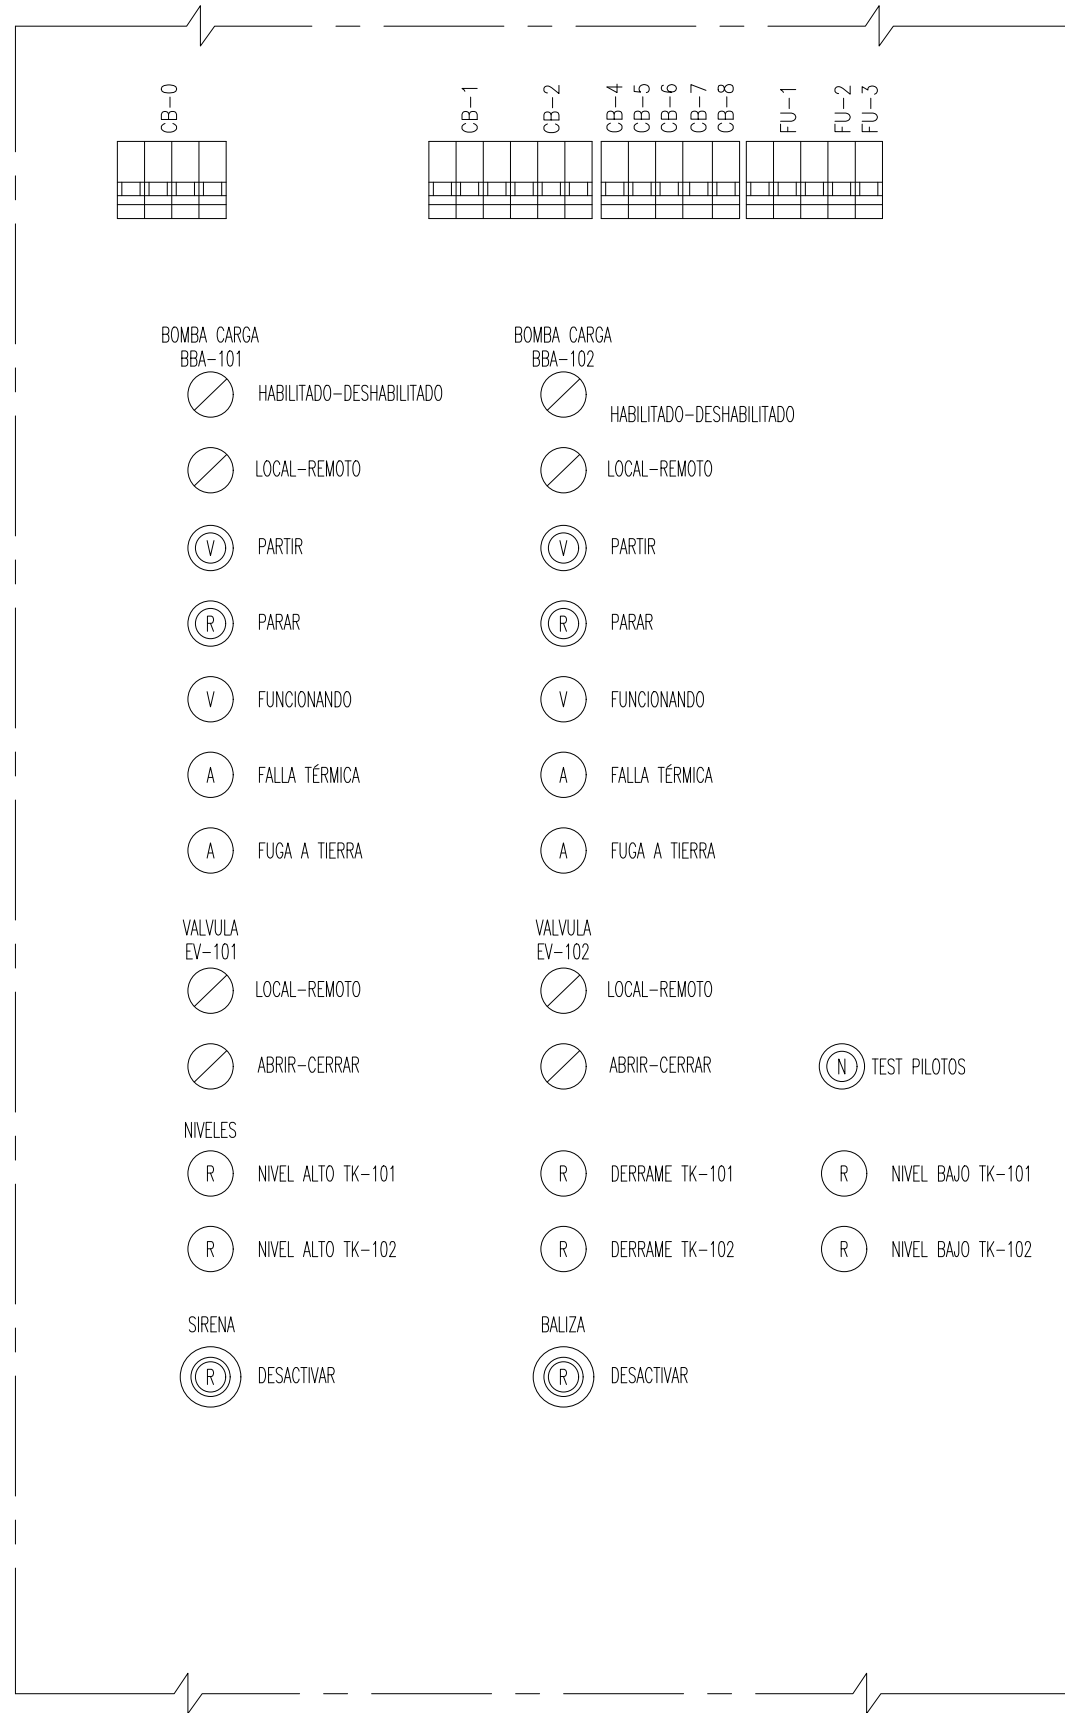 CB-0
CB-1
CB-2
CB-4
CB-5
CB-6
CB-7
CB-8
FU-1
FU-2
FU-3
BOMBA CARGA
BBA-101
HABILITADO-DESHABILITADO
LOCAL-REMOTO
V PARTIR
R PARAR
V FUNCIONANDO
A FALLA TÉRMICA
A FUGA A TIERRA
BOMBA CARGA
BBA-102
HABILITADO-DESHABILITADO
LOCAL-REMOTO
V PARTIR
R PARAR
V FUNCIONANDO
A FALLA TÉRMICA
A FUGA A TIERRA
VALVULA
EV-101
LOCAL-REMOTO
ABRIR-CERRAR
VALVULA
EV-102
LOCAL-REMOTO
ABRIR-CERRAR
N TEST PILOTOS
NIVELES
R NIVEL ALTO TK-101
R DERRAME TK-101
R NIVEL BAJO TK-101
R NIVEL ALTO TK-102
R DERRAME TK-102
R NIVEL BAJO TK-102
SIRENA
R DESACTIVAR
BALIZA
R DESACTIVAR